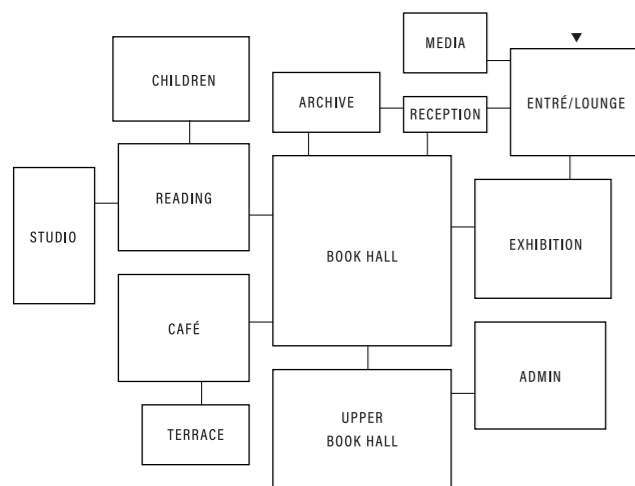 MEDIA
CHILDREN
ARCHIVE
RECEPTION
ENTRÉ/LOUNGE
READING
STUDIO
BOOK HALL
EXHIBITION
CAFÉ
ADMIN
TERRACE
UPPER
BOOK HALL